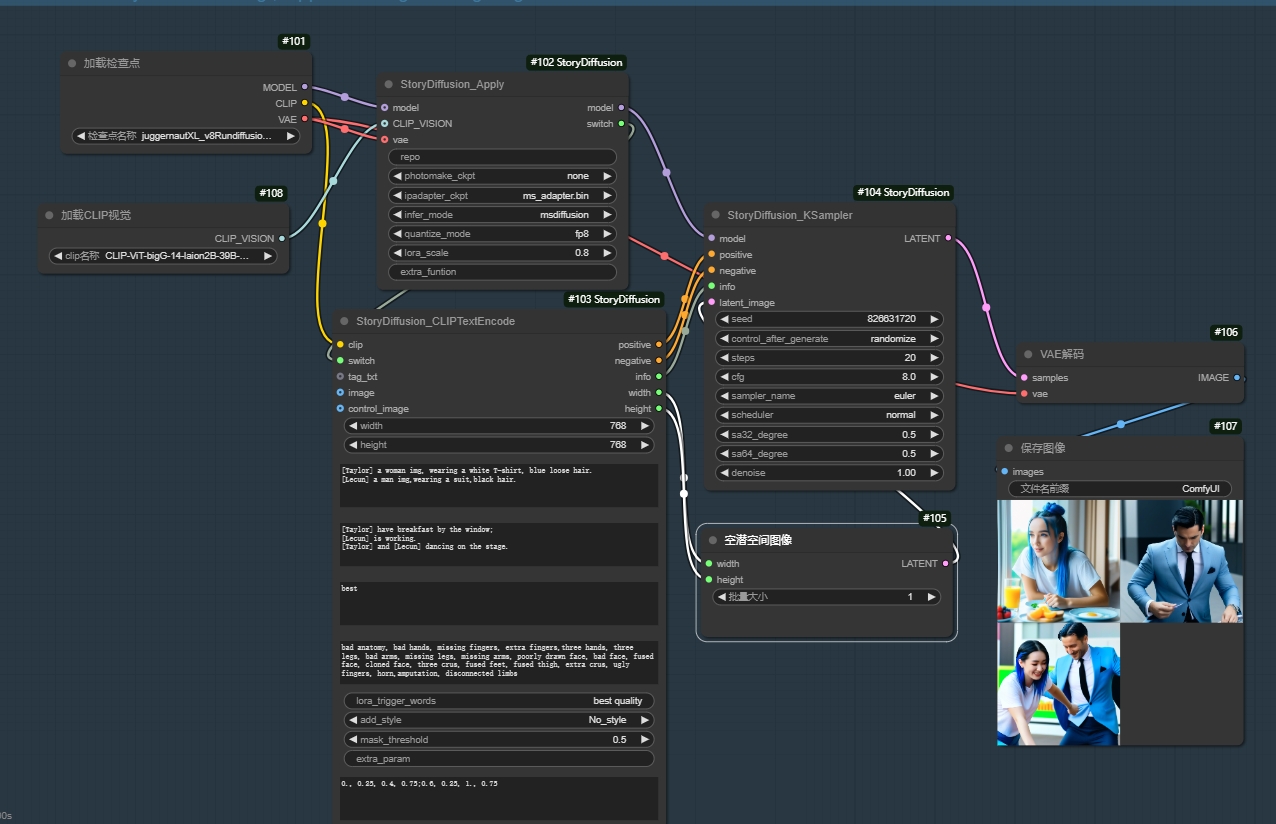 #101
加载检查点
MODEL
CLIP
VAE
检查点名称 juggernautXL_v8Rundiffusio...
#108
加载CLIP视觉
CLIP_VISION
clip名称 CLIP-ViT-bigG-14-laion2B-39B-...
#102 StoryDiffusion
StoryDiffusion_Apply
model model
CLIP_VISION switch
vae
repo
photomake_ckpt none
ipadapter_ckpt ms_adapter.bin
infer_mode msdiffusion
quantize_mode fp8
lora_scale 0.8
extra_funtion
#103 StoryDiffusion
StoryDiffusion_CLIPTextEncode
clip positive
switch negative
tag_txt info
image width
control_image height
width 768
height 768
[Taylor] a woman img, wearing a white T-shirt, blue loose hair.
[Lecun] a man img,wearing a suit,black hair.
[Taylor] have breakfast by the window;
[Lecun] is working.
[Taylor] and [Lecun] dancing on the stage.
best
bad anatomy, bad hands, missing fingers, extra fingers,three hands, three
legs, bad arms, missing legs, missing arms, poorly drawn face, bad face, fused
face, cloned face, three crus, fused feet, fused thigh, extra crus, ugly
fingers, horn,amputation, disconnected limbs
lora_trigger_words best quality
add_style No_style
mask_threshold 0.5
extra_param
0., 0.25, 0.4, 0.75;0.6, 0.25, 1., 0.75
#104 StoryDiffusion
StoryDiffusion_KSampler
model LATENT
positive
negative
info
latent_image
seed 826631720
control_after_generate randomize
steps 20
cfg 8.0
sampler_name euler
scheduler normal
sa32_degree 0.5
sa64_degree 0.5
denoise 1.00
#105
空潜空间图像
width LATENT
height
批量大小 1
#106
VAE解码
samples IMAGE
vae
#107
保存图像
images
文件名前缀 ComfyUI